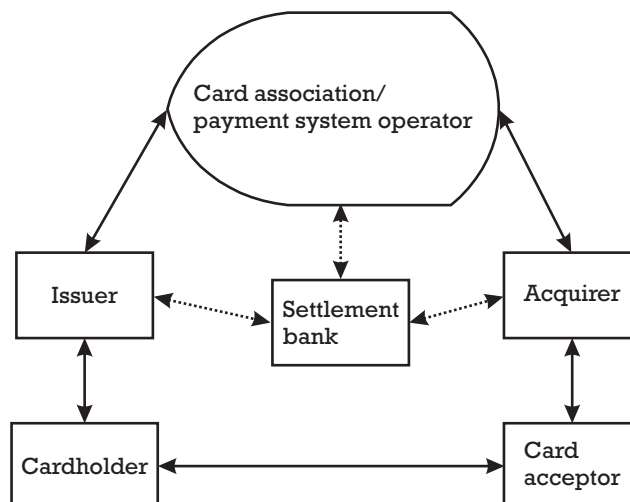 Card association/
payment system operator
Issuer
Settlement
bank
Acquirer
Cardholder
Card
acceptor